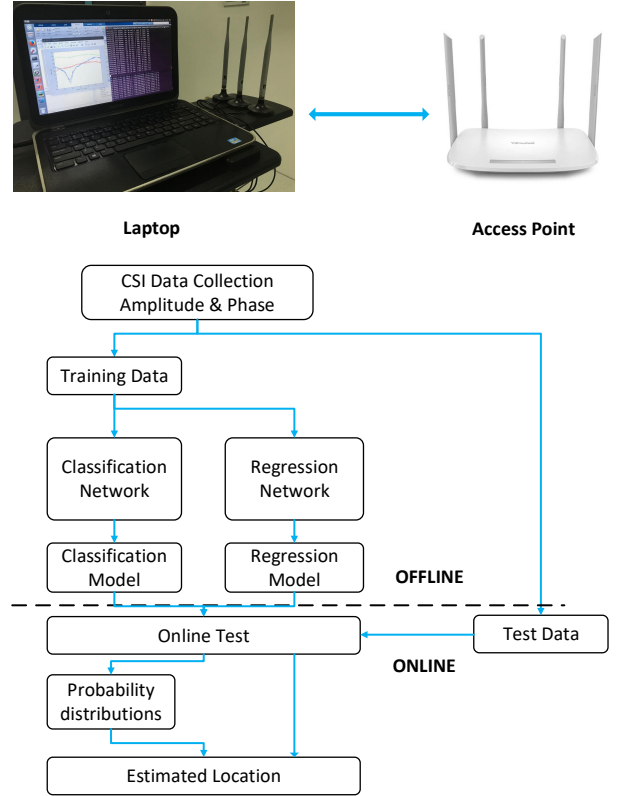 Laptop
Access Point
CSI Data Collection
Amplitude & Phase
Training Data
Classification
Network
Regression
Network
Classification
Model
Regression
Model
OFFLINE
Online Test
Test Data
ONLINE
Probability
distributions
Estimated Location